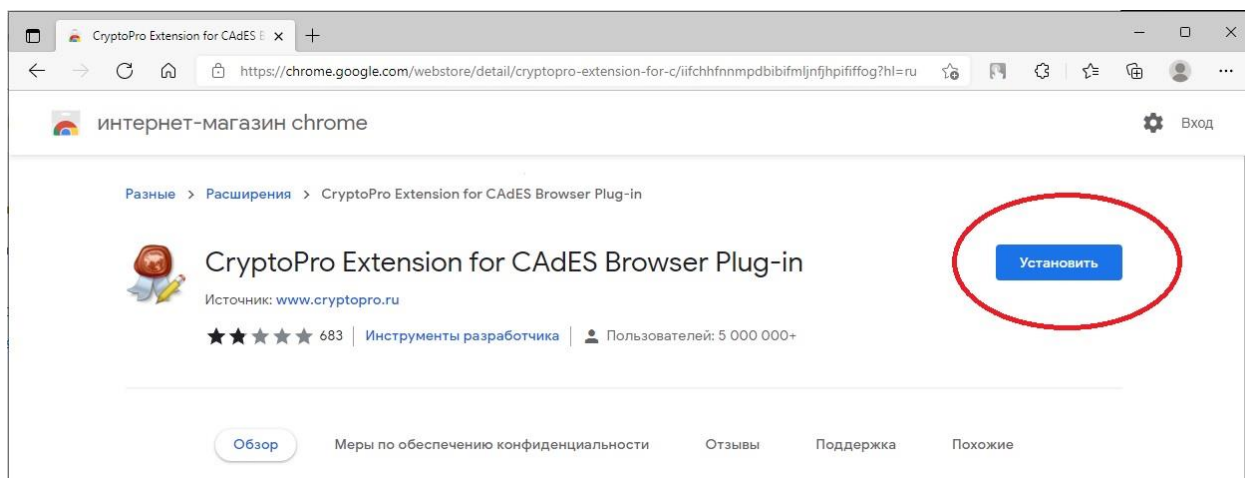 CryptoPro Extension for CAdES B
https://chrome.google.com/webstore/detail/cryptopro-extension-for-c/iifchhfnnmpdbibifmljnfjhpififfog?hl=ru
интернет-магазин chrome
Вход
Разные > Расширения > CryptoPro Extension for CAdES Browser Plug-in
CryptoPro Extension for CAdES Browser Plug-in
Установить
Источник: www.cryptopro.ru
683 | Инструменты разработчика | Пользователей: 5 000 000+
Обзор Меры по обеспечению конфиденциальности Отзывы Поддержка Похожие